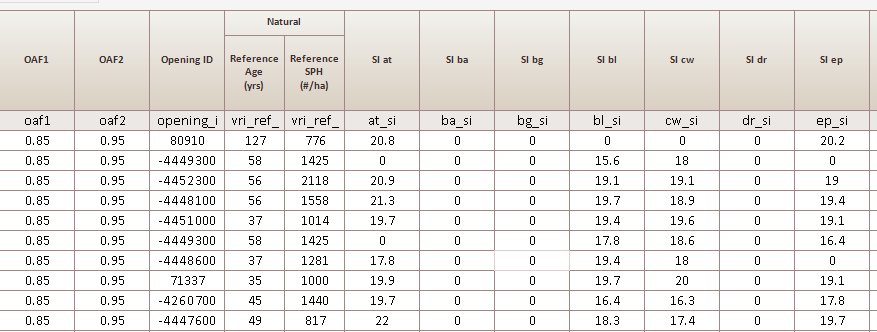 Natural
OAF1 OAF2 Opening ID Reference Age (yrs) Reference SPH (#/ha) SI at SI ba SI bg SI bl SI cw SI dr SI ep
oaf1 oaf2 opening_i vri_ref_ vri_ref_ at_si ba_si bg_si bl_si cw_si dr_si ep_si
0.85 0.95 80910 127 776 20.8 0 0 0 0 0 20.2
0.85 0.95 -4449300 58 1425 0 0 0 15.6 18 0 0
0.85 0.95 -4452300 56 2118 20.9 0 0 19.1 19.1 0 19
0.85 0.95 -4448100 56 1558 21.3 0 0 19.7 18.9 0 19.4
0.85 0.95 -4451000 37 1014 19.7 0 0 19.4 19.6 0 19.1
0.85 0.95 -4449300 58 1425 0 0 0 17.8 18.6 0 16.4
0.85 0.95 -4448600 37 1281 17.8 0 0 19.4 18 0 0
0.85 0.95 71337 35 1000 19.9 0 0 19.7 20 0 19.1
0.85 0.95 -4260700 45 1440 19.7 0 0 16.4 16.3 0 17.8
0.85 0.95 -4447600 49 817 22 0 0 18.3 17.4 0 19.7